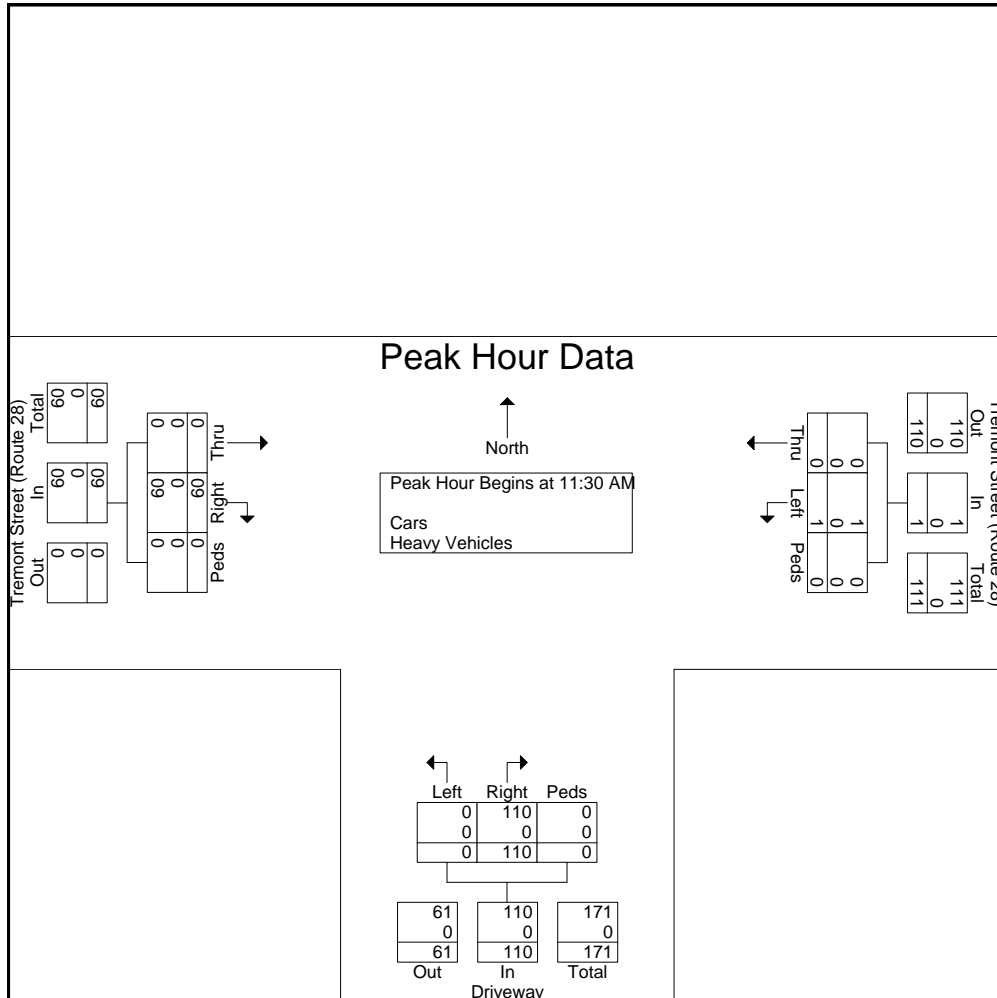 Peak Hour Data
North
Peak Hour Begins at 11:30 AM
Cars
Heavy Vehicles
Tremont Street (Route 28)
Out In Total
0 60 60
0 0 0
0 60 60
Peds Right Thru
0 60 0
0 0 0
0 60 0
Tremont Street (Route 28)
Out In Total
110 1 111
0 0 0
110 1 111
Thru Left Peds
0 1 0
0 0 0
0 1 0
Left Right Peds
0 110 0
0 0 0
0 110 0
61 110 171
0 0 0
61 110 171
Out In Total
Driveway